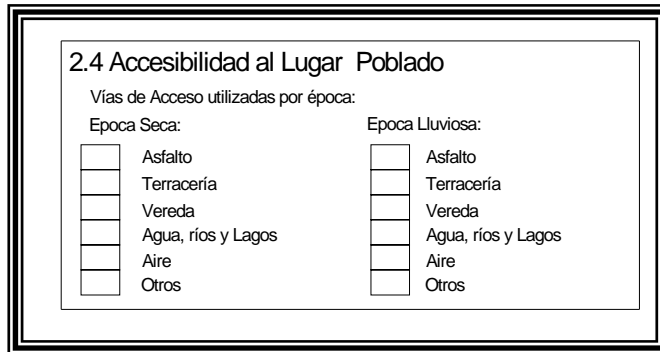 2.4 Accesibilidad al Lugar Poblado
Vías de Acceso utilizadas por época:
Epoca Seca:
Asfalto
Terracería
Vereda
Agua, ríos y Lagos
Aire
Otros
Epoca Lluviosa:
Asfalto
Terracería
Vereda
Agua, ríos y Lagos
Aire
Otros